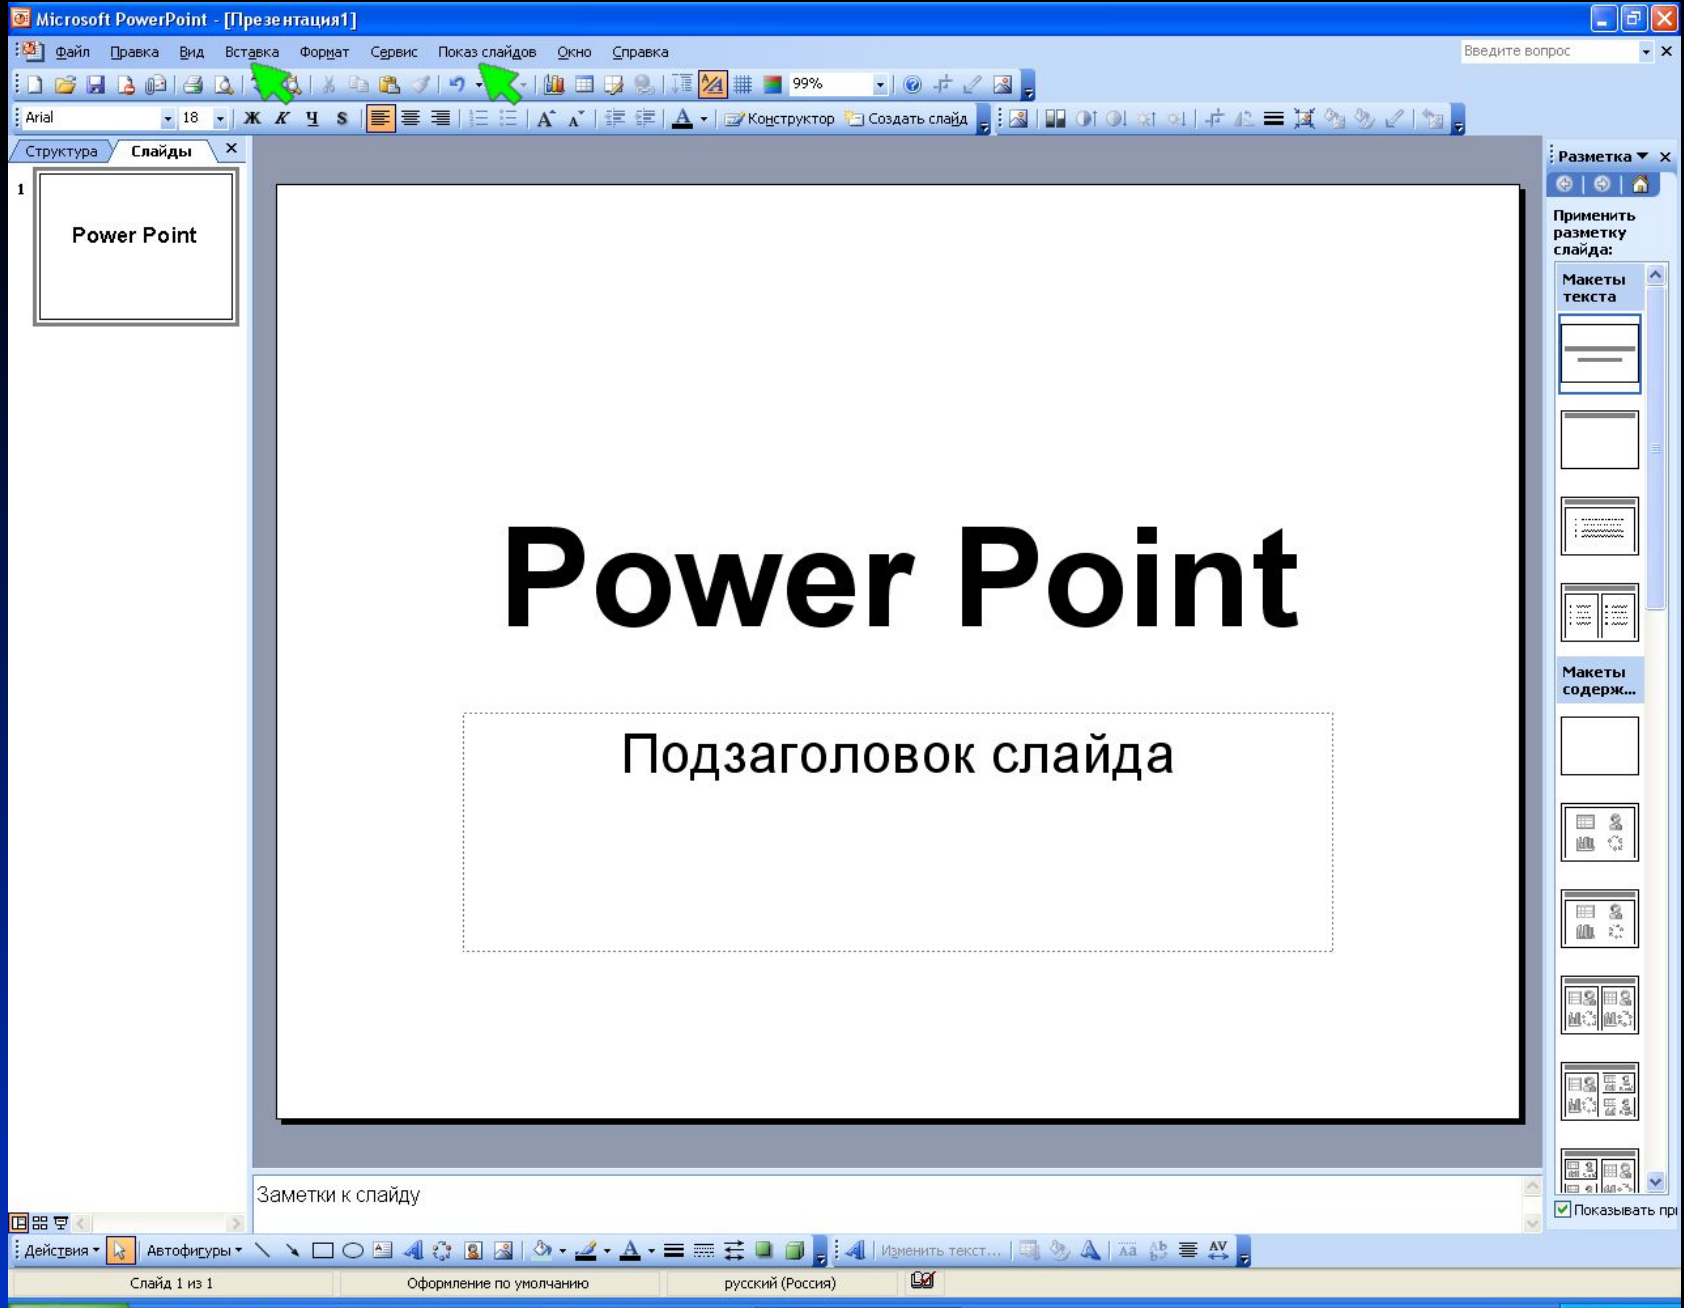 Microsoft PowerPoint - [Презентация1]
Файл Правка Вид Вставка Формат Сервис Показ слайдов Окно Справка Введите вопрос
99%
Arial 18 Ж К Ч S Конструктор Создать слайд
Структура Слайды
Разметка
1
Power Point
Применить
разметку
слайда:
Макеты
текста
Power Point
Подзаголовок слайда
Макеты
содерж...
Заметки к слайду
Показывать при
Действия Автофигуры Изменить текст...
Слайд 1 из 1 Оформление по умолчанию русский (Россия)